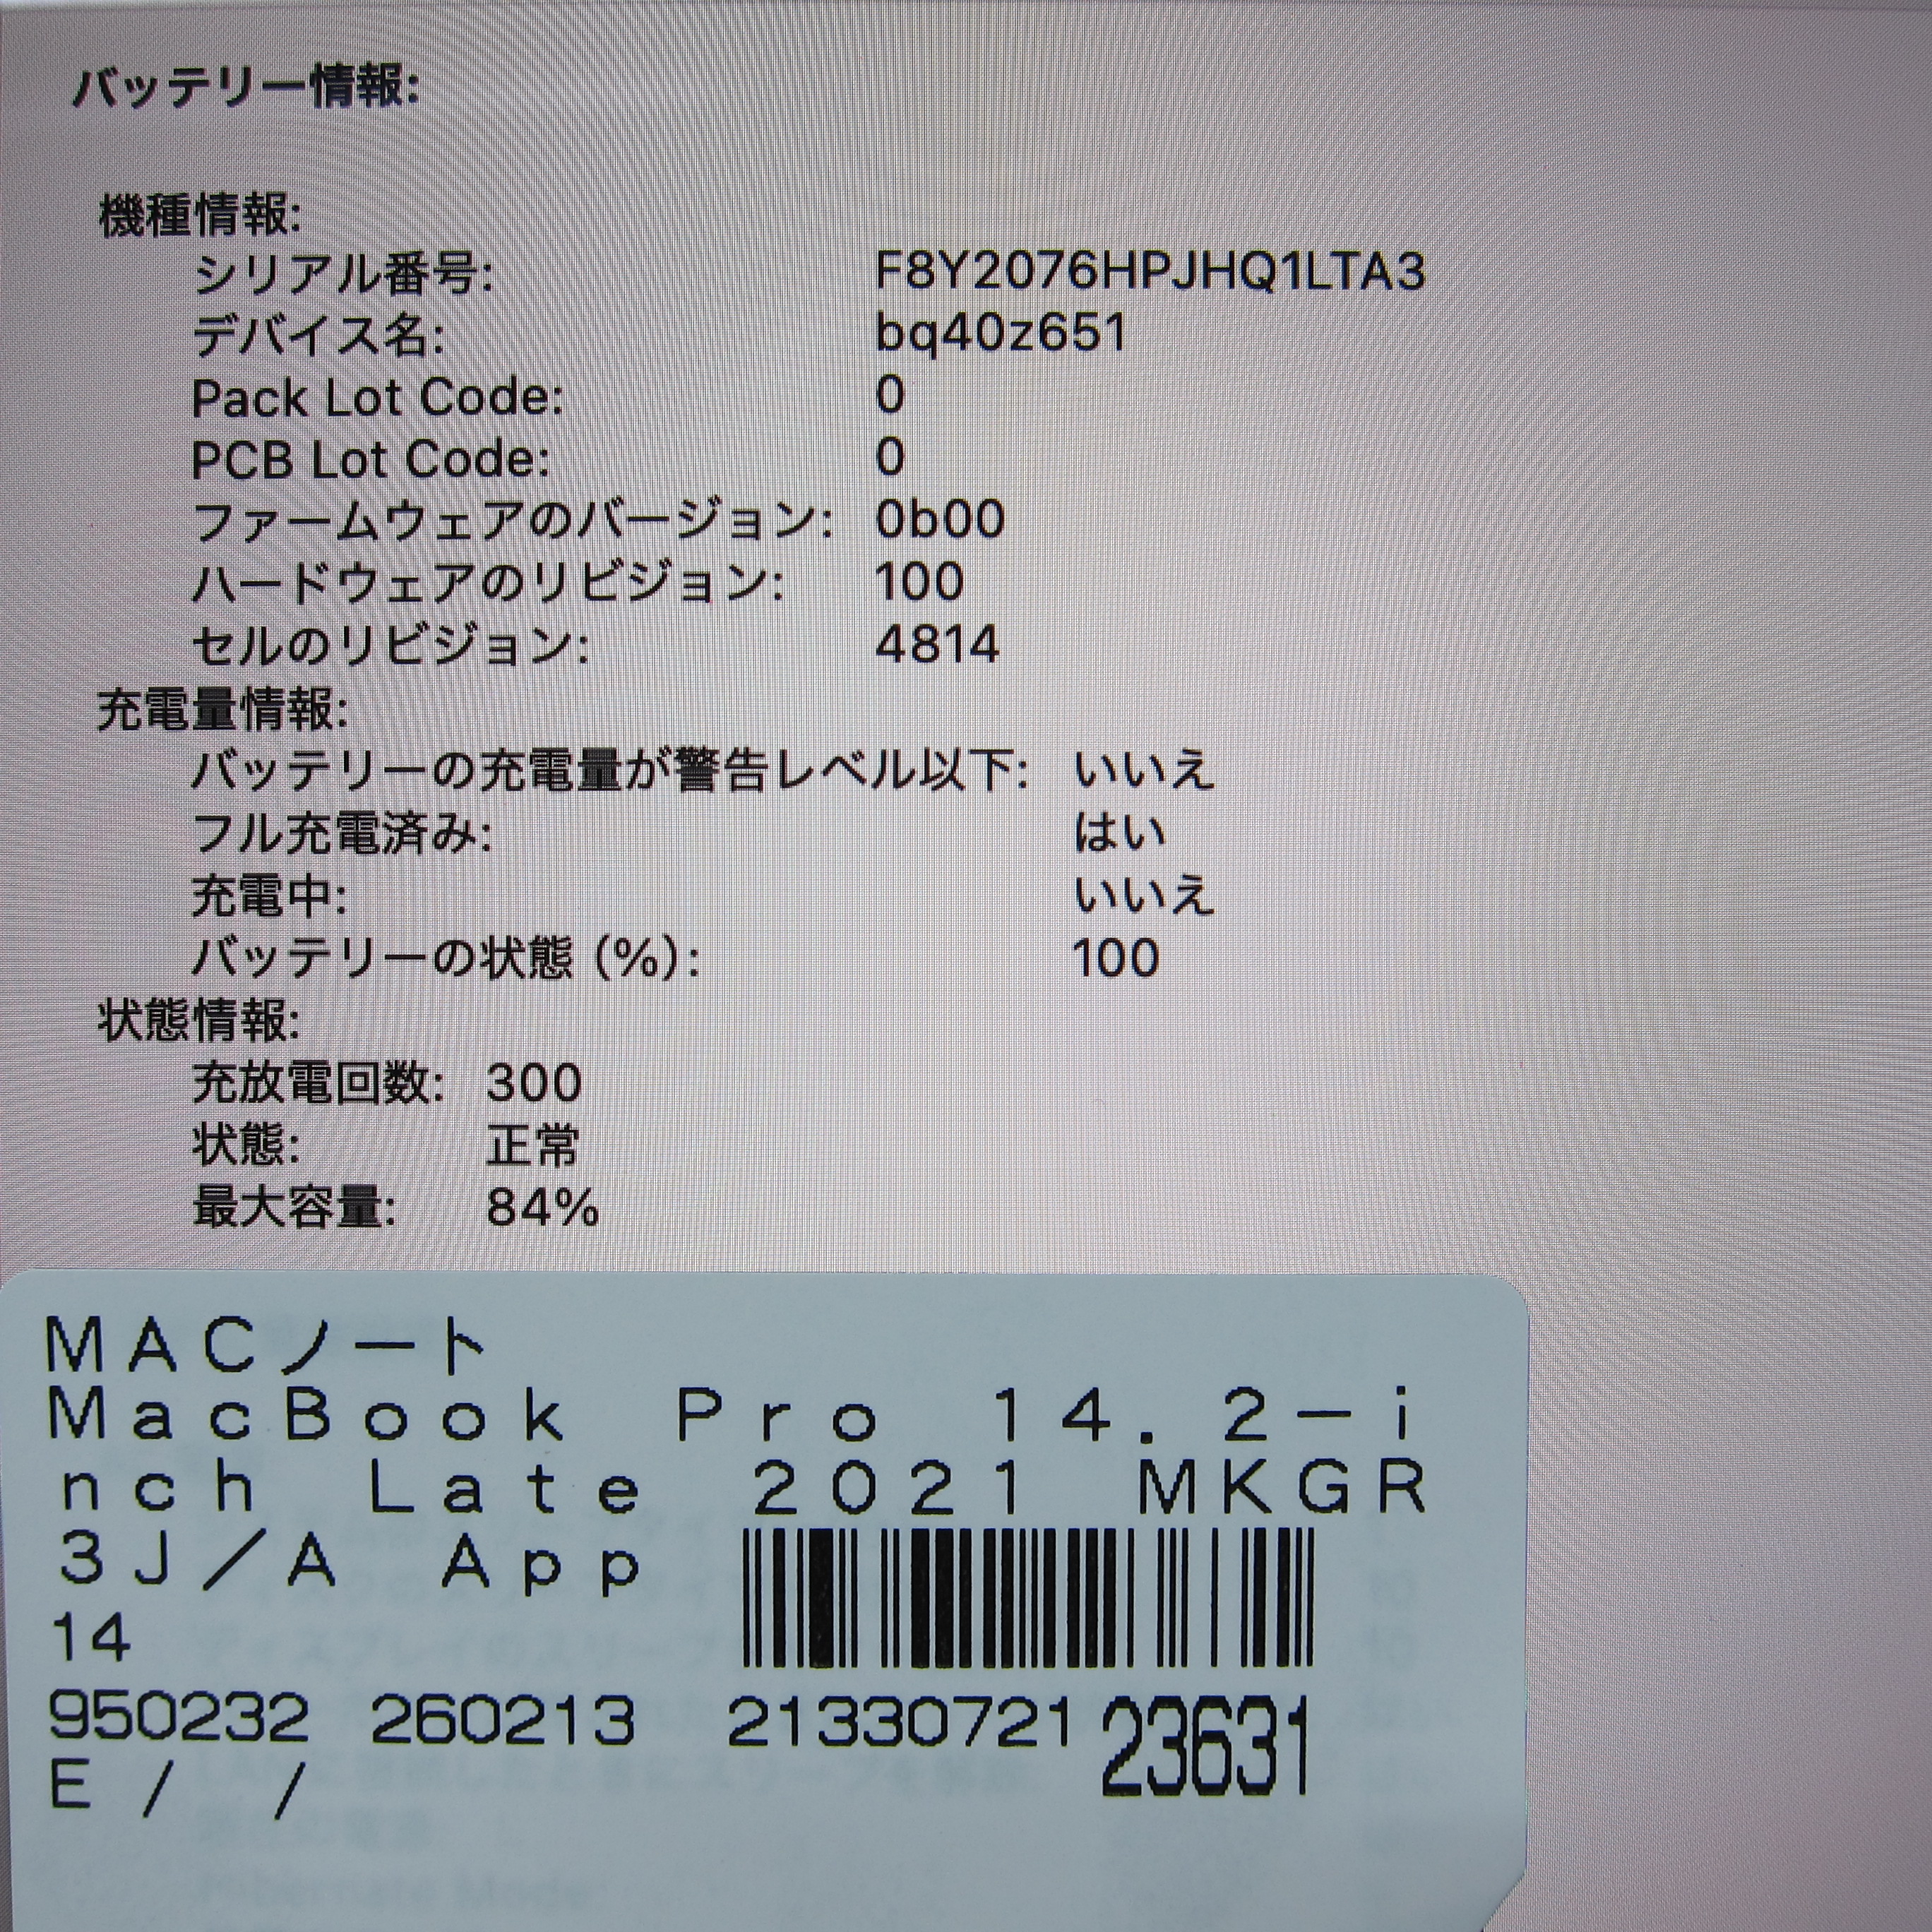 バッテリー情報:
機種情報:
シリアル番号: F8Y2076HPJHQ1LTA3
デバイス名: bq40z651
Pack Lot Code: 0
PCB Lot Code: 0
ファームウェアのバージョン: 0b00
ハードウェアのリビジョン: 100
セルのリビジョン: 4814
充電量情報:
バッテリーの充電量が警告レベル以下: いいえ
フル充電済み: はい
充電中: いいえ
バッテリーの状態 (%): 100
状態情報:
充放電回数: 300
状態: 正常
最大容量: 84%
MACノート
MacBook Pro 14.2-i
nch Late 2021 MKGR
3J/A App
14
950232 260213 21330721 23631
E / /